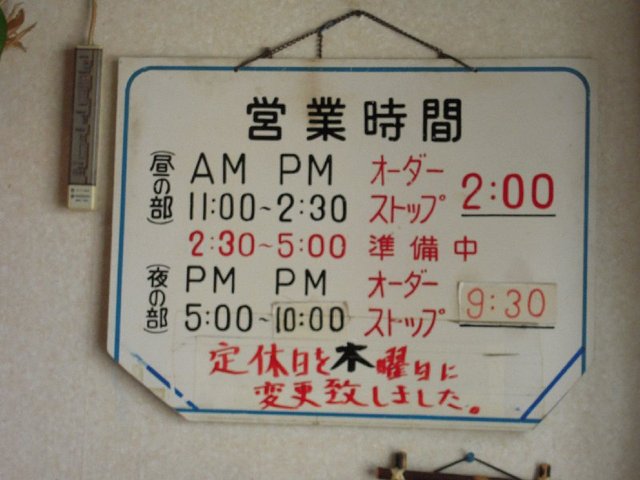 営業時間
(昼の部) AM PM オーダー
11:00~2:30 ストップ 2:00
2:30~5:00 準備中
(夜の部) PM PM オーダー
5:00~10:00 ストップ 9:30
定休日を木曜日に
変更致しました。